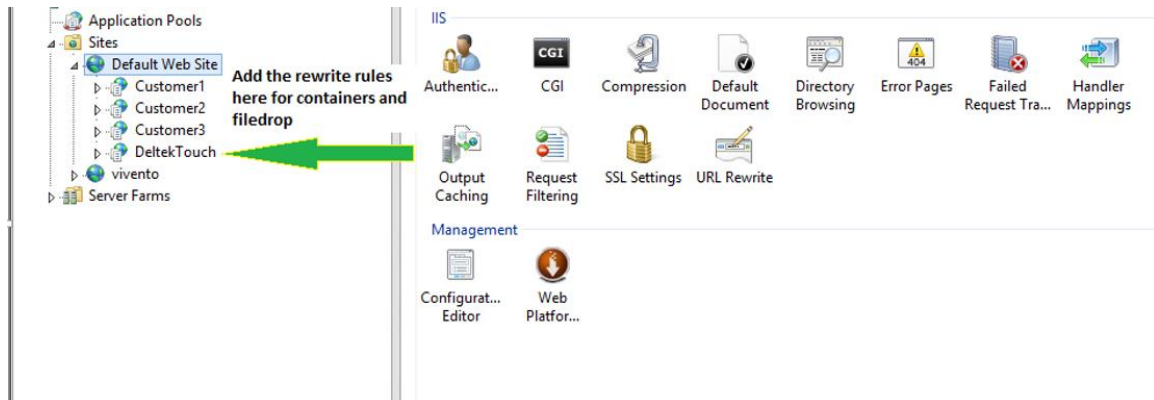 Application Pools
Sites
Default Web Site
Customer1
Customer2
Customer3
DeltekTouch
vivento
Server Farms
Add the rewrite rules
here for containers and
filedrop
IIS
Authentic...
CGI
Compression
Default
Document
Directory
Browsing
404
Error Pages
Failed
Request Tra...
Handler
Mappings
CGI
Output
Caching
Request
Filtering
SSL Settings
URL Rewrite
Management
Configurat...
Editor
Web
Platfor...